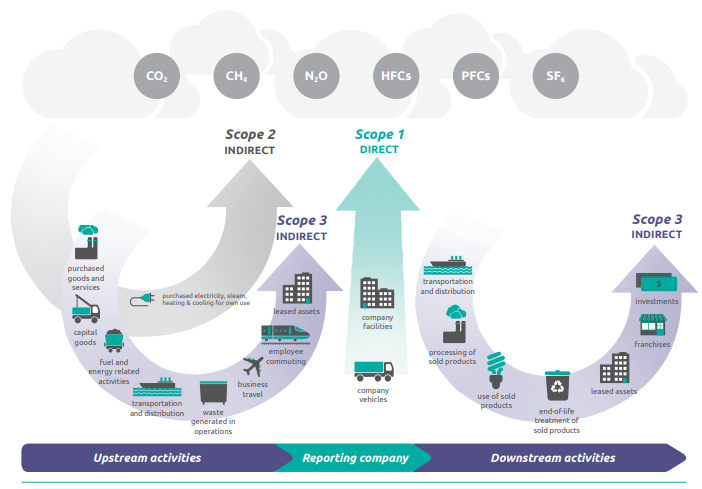 CO₂
CH₄
N₂O
HFCs
PFCs
SF₆
Scope 2
INDIRECT
Scope 1
DIRECT
Scope 3
INDIRECT
Scope 3
INDIRECT
purchased
goods and
services
capital
goods
fuel and
energy related
activities
transportation
and distribution
waste
generated in
operations
business
travel
employee
commuting
leased assets
purchased electricity, steam,
heating & cooling for own use
company
facilities
company
vehicles
transportation
and distribution
processing of
sold products
use of sold
products
end-of-life
treatment of
sold products
leased assets
franchises
investments
$
Upstream activities
Reporting company
Downstream activities